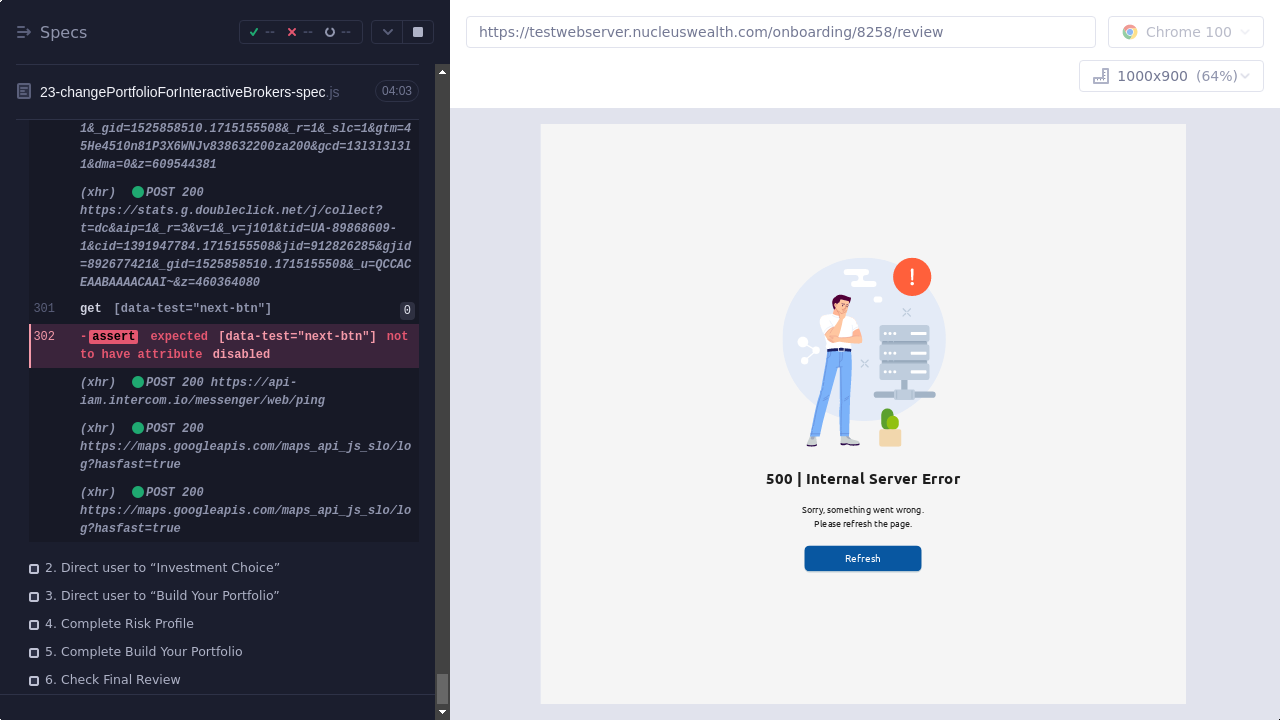 Specs
--
--
--
23-changePortfolioForInteractiveBrokers-spec.js
04:03
1&_gid=1525858510.1715155508&_r=1&_slc=1&gtm=4
5He4510n81P3X6WNJv838632200za200&gcd=13l3l3l3l
1&dma=0&z=609544381
(xhr) POST 200
https://stats.g.doubleclick.net/j/collect?
t=dc&aip=1&_r=3&v=1&_v=j101&tid=UA-89868609-
1&cid=1391947784.1715155508&jid=912826285&gjid
=892677421&_gid=1525858510.1715155508&_u=QCCAC
EAABAAAACAAI~&z=460364080
301 get [data-test="next-btn"] 0
302 -assert expected [data-test="next-btn"] not
to have attribute disabled
(xhr) POST 200 https://api-
iam.intercom.io/messenger/web/ping
(xhr) POST 200
https://maps.googleapis.com/maps_api_js_slo/lo
g?hasfast=true
(xhr) POST 200
https://maps.googleapis.com/maps_api_js_slo/lo
g?hasfast=true
2. Direct user to “Investment Choice”
3. Direct user to “Build Your Portfolio”
4. Complete Risk Profile
5. Complete Build Your Portfolio
6. Check Final Review
https://testwebserver.nucleuswealth.com/onboarding/8258/review
Chrome 100
1000x900 (64%)
!
500 | Internal Server Error
Sorry, something went wrong.
Please refresh the page.
Refresh